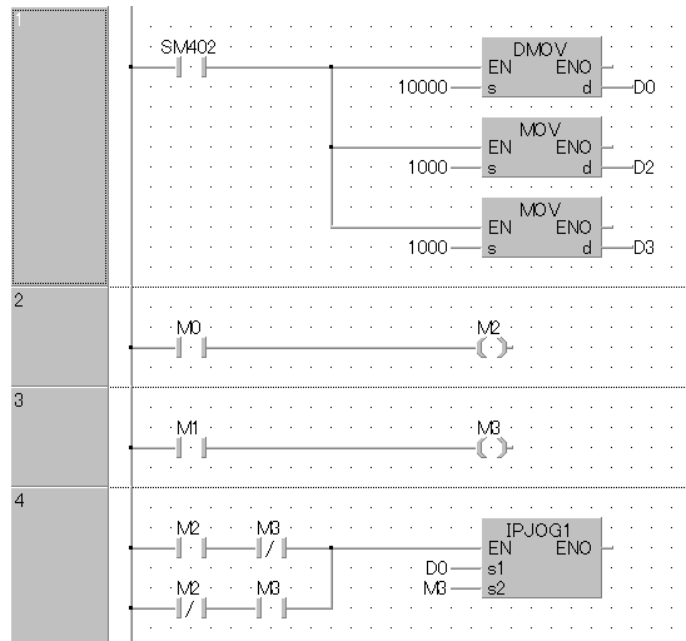 1
SM402
DMOV
EN ENO
10000 s d D0
MOV
EN ENO
1000 s d D2
MOV
EN ENO
1000 s d D3
2
M0 M2
3
M1 M3
4
M2 M3 IPJOG1
EN ENO
D0 s1
M2 M3 M3 s2